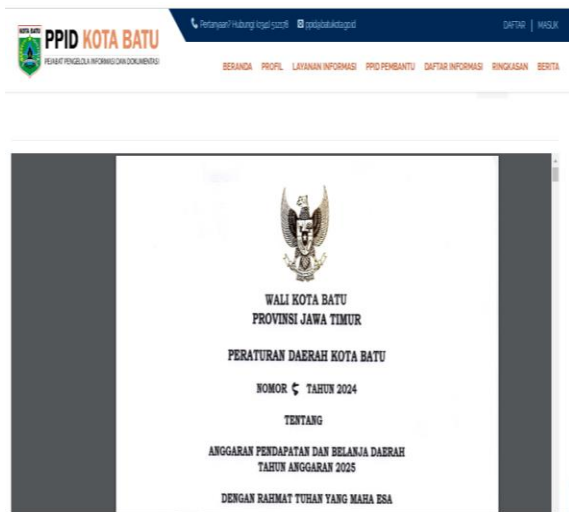 KOTA BATU
PPID KOTA BATU
PEJABAT PENGELOLA INFORMASI DAN DOKUMENTASI
Pertanyaan? Hubungi
DAFTAR | MASUK
BERANDA PROFIL LAYANAN INFORMASI PPID PEMBANTU DAFTAR INFORMASI RINGKASAN BERITA
WALI KOTA BATU
PROVINSI JAWA TIMUR
PERATURAN DAERAH KOTA BATU
NOMOR 5 TAHUN 2024
TENTANG
ANGGARAN PENDAPATAN DAN BELANJA DAERAH
TAHUN ANGGARAN 2025
DENGAN RAHMAT TUHAN YANG MAHA ESA